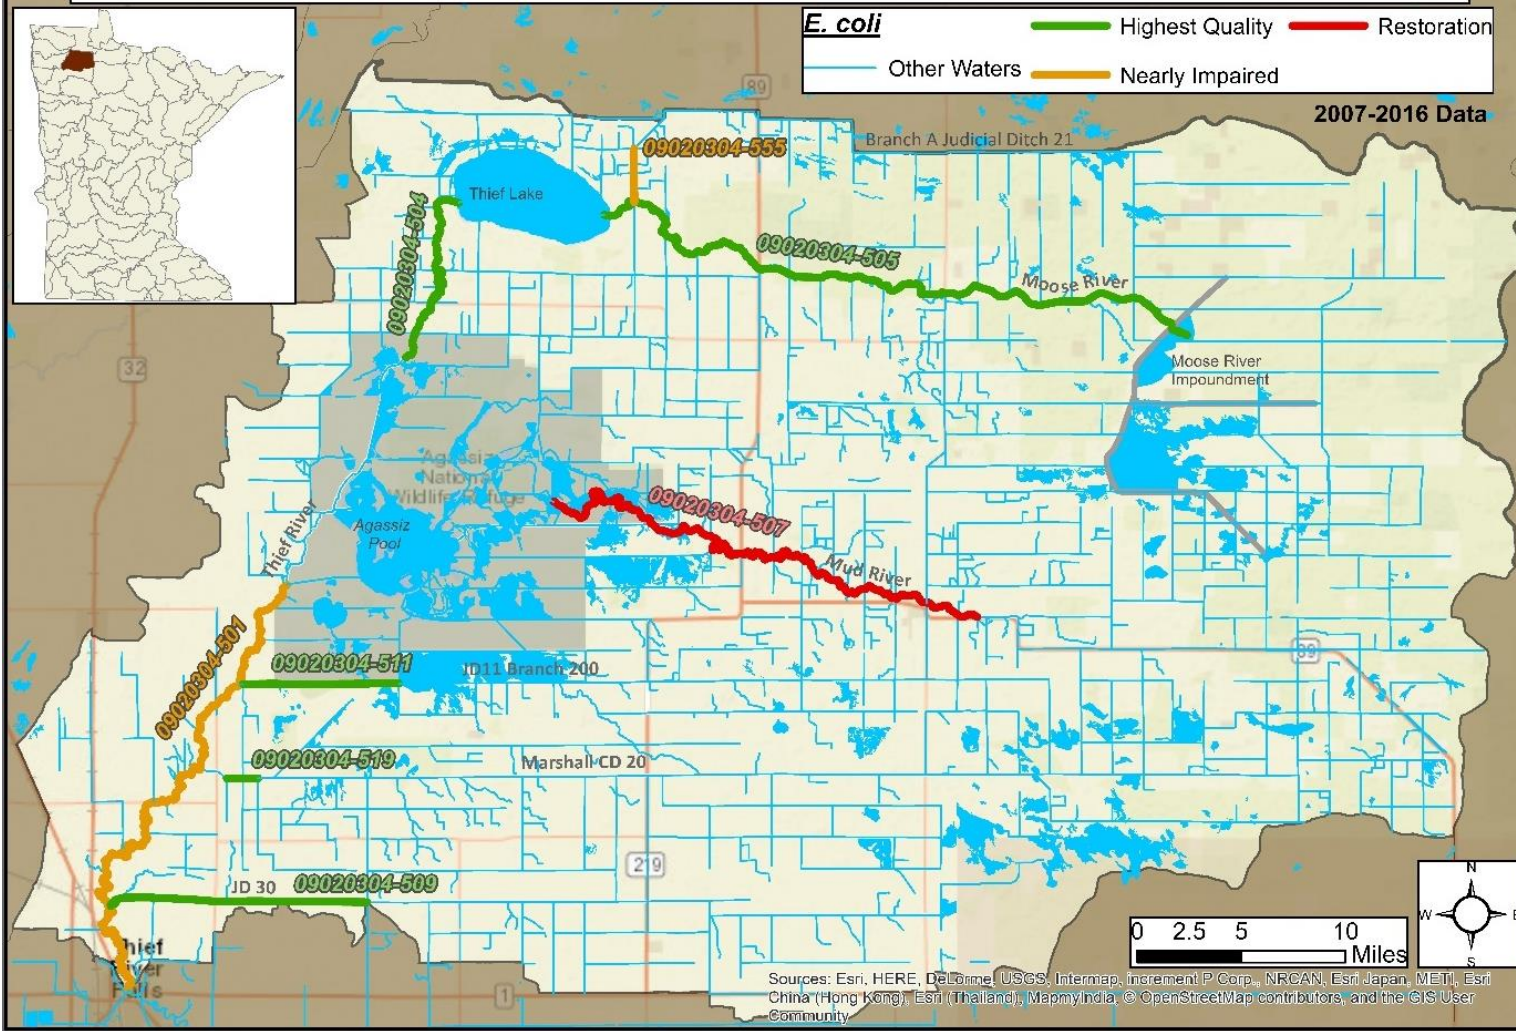 E. coli
Highest Quality
Restoration
Other Waters
Nearly Impaired
2007-2016 Data
89
Branch A Judicial Ditch 21
09020304-555
Thief Lake
09020304-504
09020304-505
Moose River
32
Moose River
Impoundment
Agassiz
National
Wildlife Refuge
09020304-507
Agassiz
Pool
Thief River
Mud River
09020304-501
89
09020304-511
JD11 Branch 200
09020304-519
Marshall CD 20
219
JD 30
09020304-509
N
W
E
S
0 2.5 5 10
Miles
Thief
River
Falls
1
Sources: Esri, HERE, DeLorme, USGS, Intermap, increment P Corp., NRCAN, Esri Japan, METI, Esri
China (Hong Kong), Esri (Thailand), MapmyIndia, © OpenStreetMap contributors, and the GIS User
Community